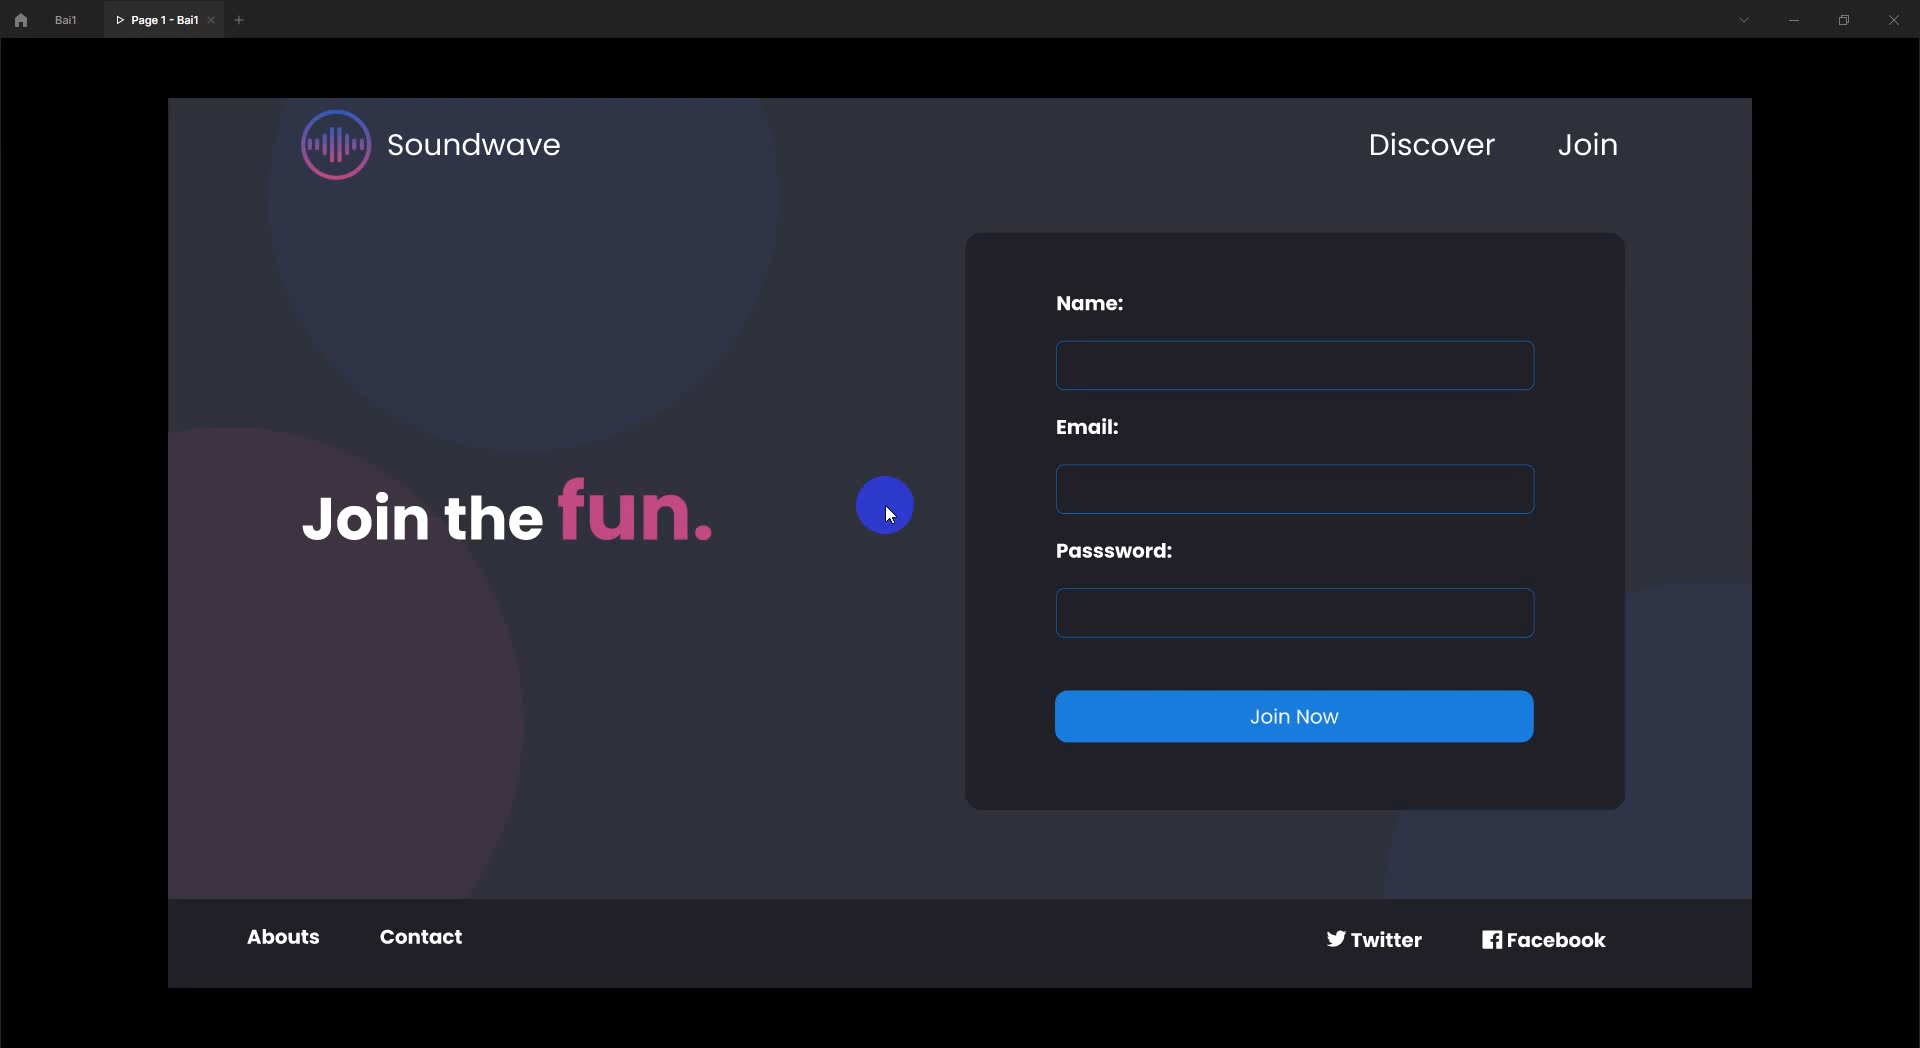 Bai1
Page 1 - Bai1
Soundwave
Discover
Join
Name:
Email:
Join the fun.
Passsword:
Join Now
Abouts
Contact
Twitter
Facebook